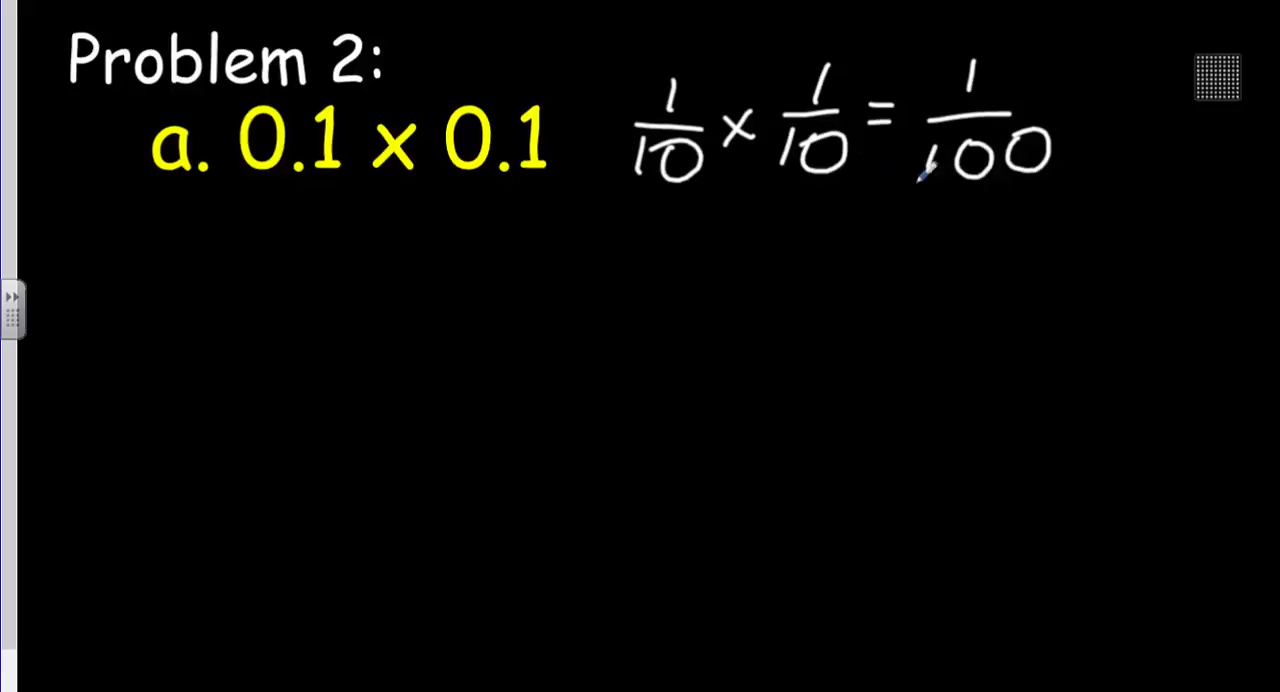 Problem 2:
a. 0.1 x 0.1
1/10 × 1/10 = 1/100